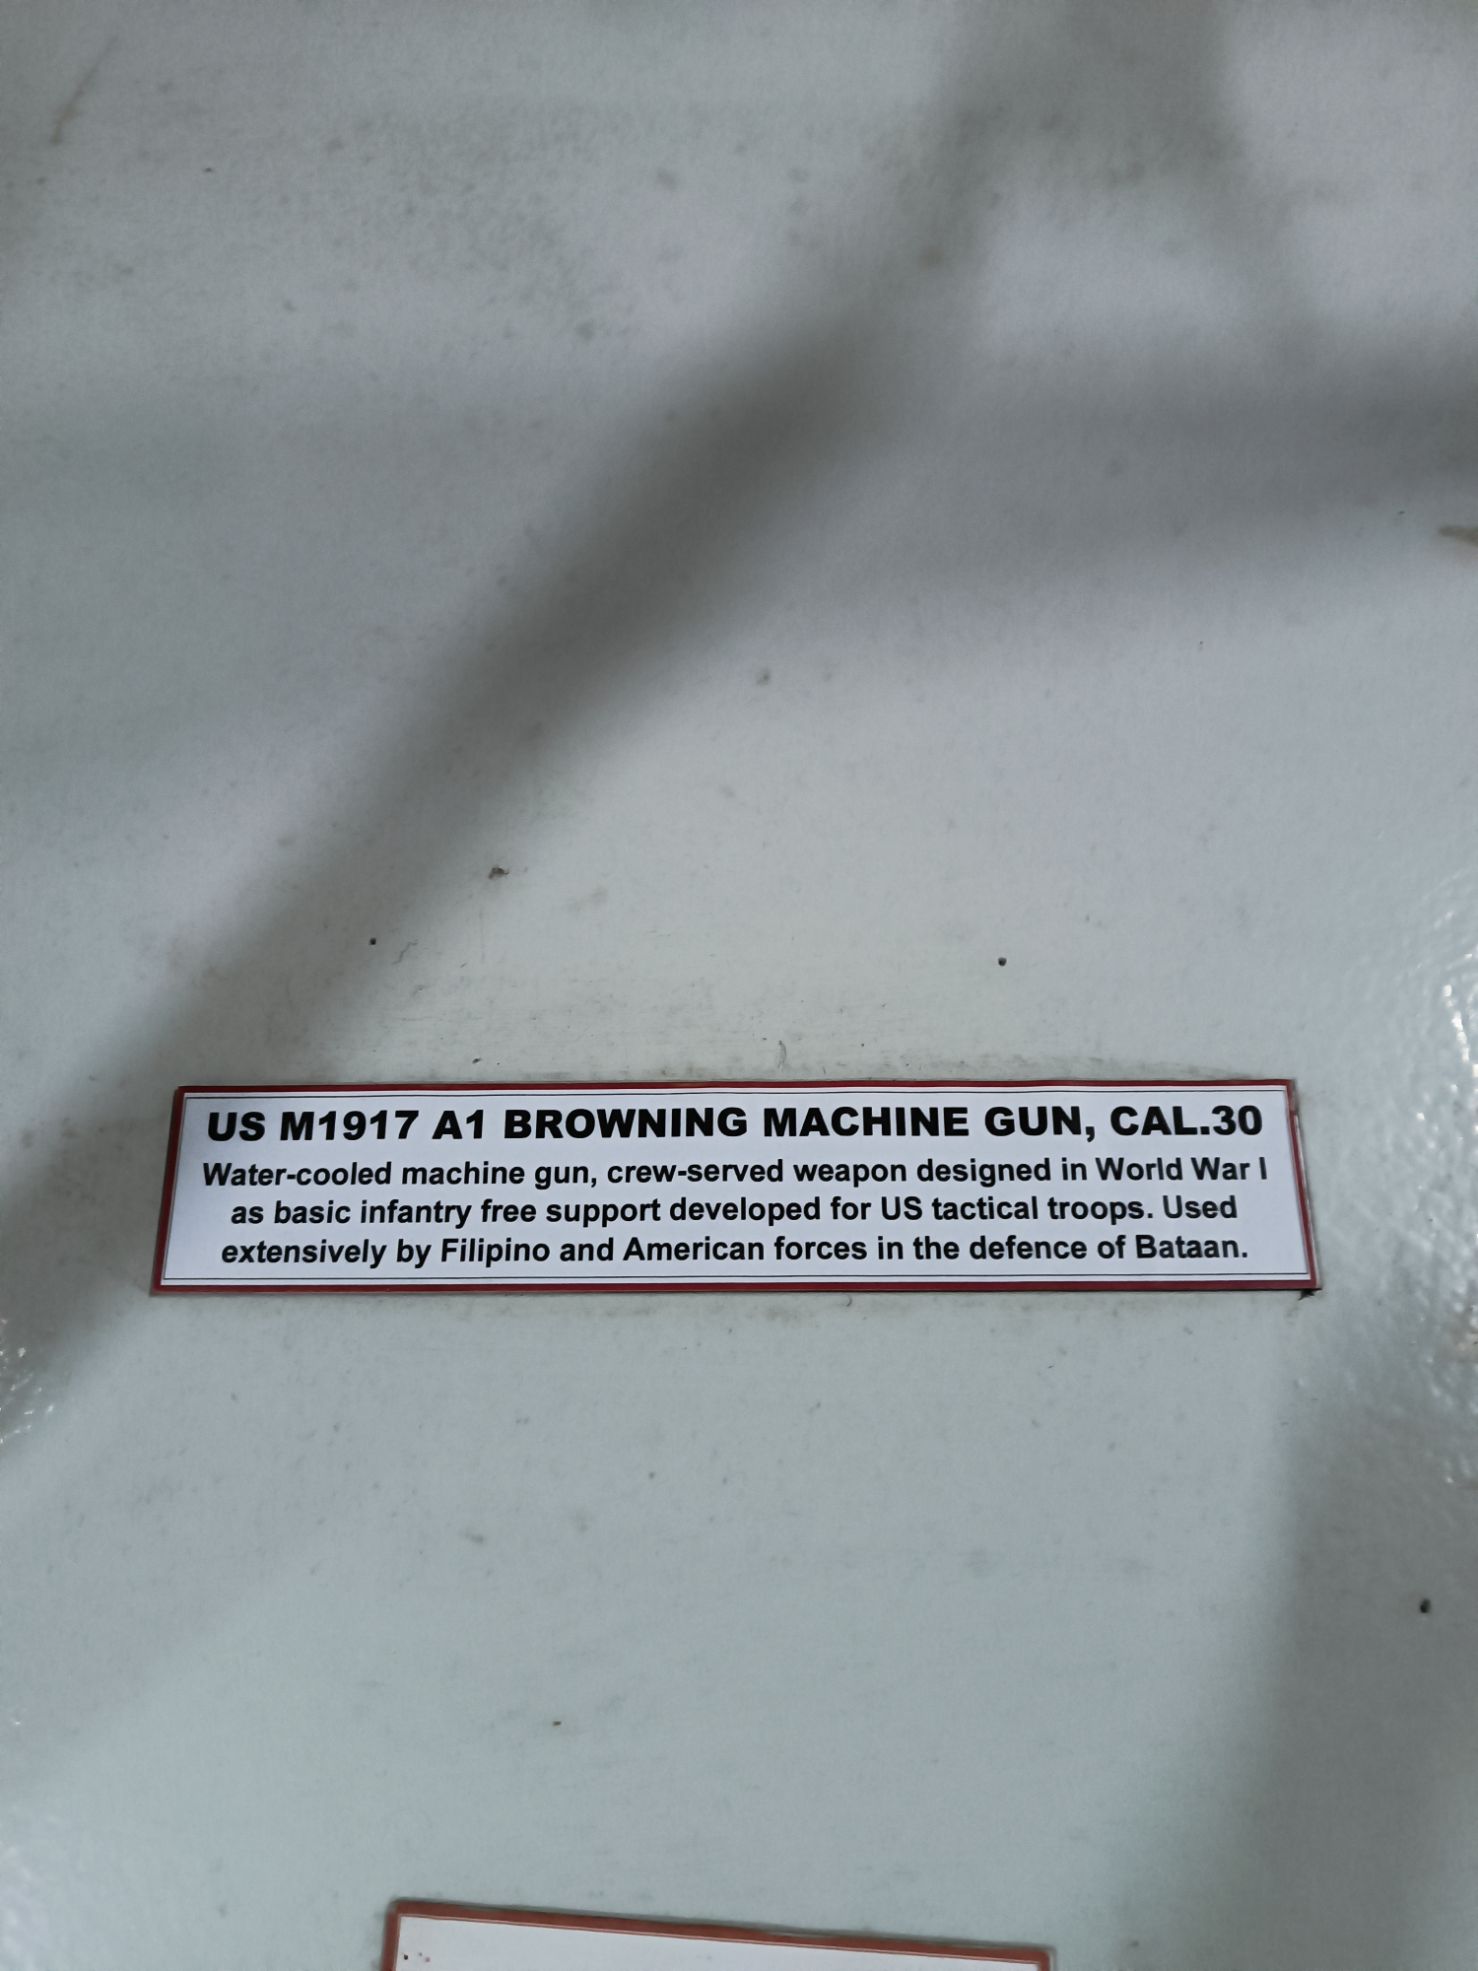 US M1917 A1 BROWNING MACHINE GUN, CAL.30
Water-cooled machine gun, crew-served weapon designed in World War I
as basic infantry free support developed for US tactical troops. Used
extensively by Filipino and American forces in the defence of Bataan.